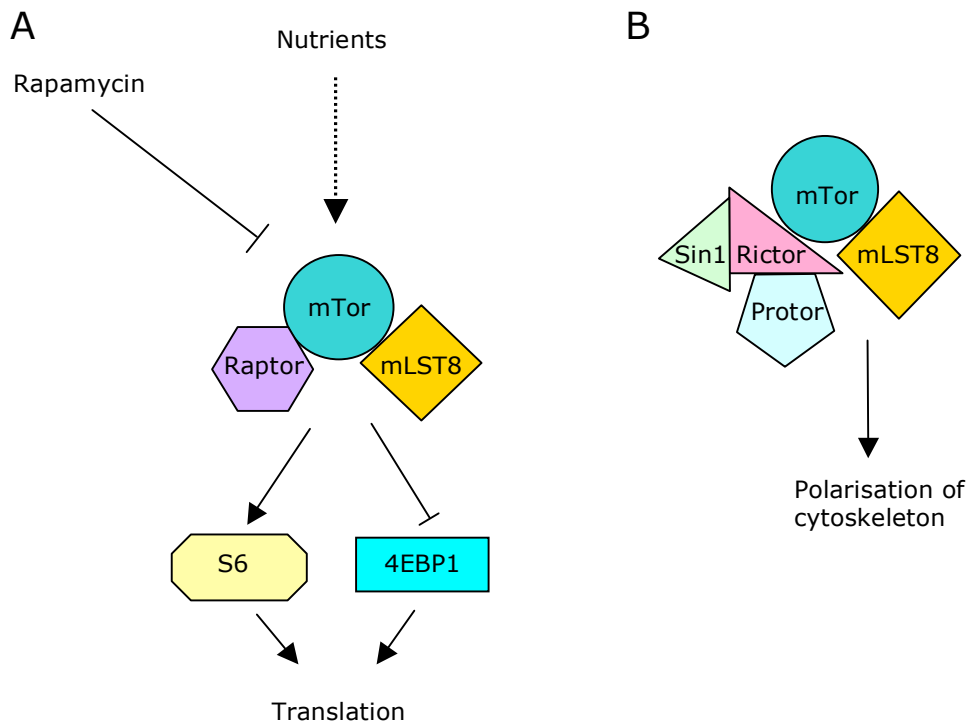 A
Nutrients
Rapamycin
mTor
Raptor
mLST8
S6
4EBP1
Translation
B
mTor
Sin1
Rictor
mLST8
Protor
Polarisation of
cytoskeleton